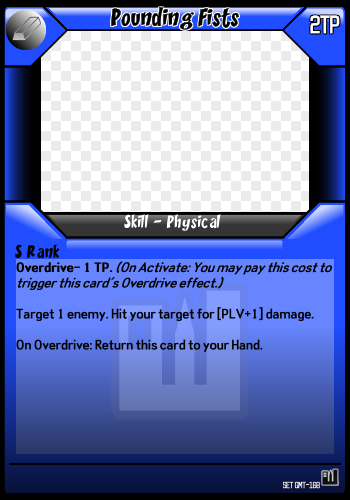 Pounding Fists
2TP
Skill - Physical
S Rank
Overdrive- 1 TP. (On Activate: You may pay this cost to
trigger this card's Overdrive effect.)
Target 1 enemy. Hit your target for [PLV+1] damage.
On Overdrive: Return this card to your Hand.
SET GMT-168